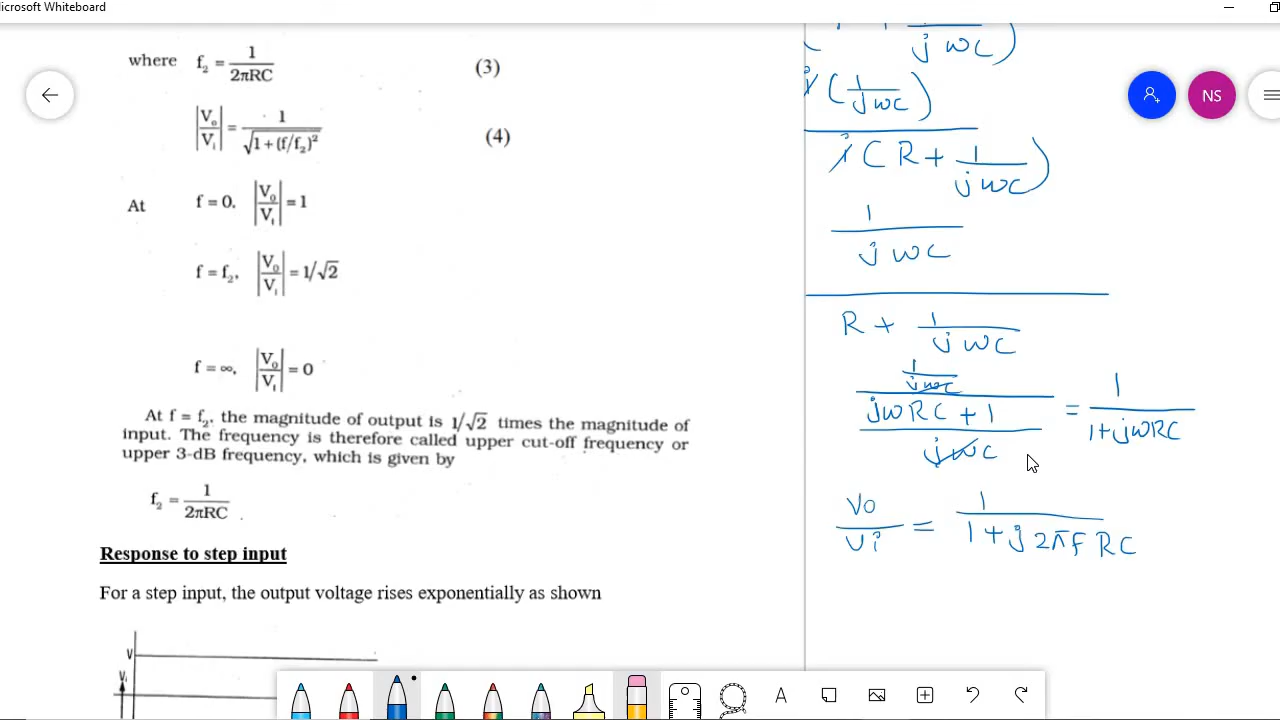 Microsoft Whiteboard
where f₂ = 1/2πRC (3)
|V₀/Vᵢ| = 1/√1 + (f/f₂)² (4)
At f = 0, |V₀/Vᵢ| = 1
f = f₂, |V₀/Vᵢ| = 1/√2
f = ∞, |V₀/Vᵢ| = 0
At f = f₂, the magnitude of output is 1/√2 times the magnitude of
input. The frequency is therefore called upper cut-off frequency or
upper 3-dB frequency, which is given by
f₂ = 1/2πRC .
Response to step input
For a step input, the output voltage rises exponentially as shown
V
Vᵢ
jωC )
i ( 1/jωC )
i ( R + 1/jωC )
1/jωC
R + 1/jωC
1/jωC
jωRC + 1
jωC
= 1/1+jωRC
Vo/Vi = 1/1+j2πf RC
NS
A